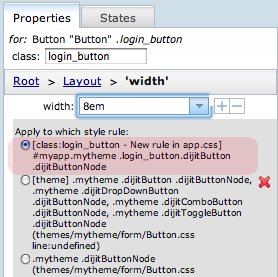 Properties States
for: Button "Button" .login_button
class: login_button
Root > Layout > 'width'
width: 8em
Apply to which style rule:
[class:login_button - New rule in app.css]
#myapp.mytheme .login_button.dijitButton
.dijitButtonNode
[theme] .mytheme .dijitButton .dijitButtonNode,
.mytheme .dijitDropDownButton
.dijitButtonNode, .mytheme .dijitComboButton
.dijitButtonNode, .mytheme .dijitToggleButton
.dijitButtonNode
(themes/mytheme/form/Button.css
line:undefined)
.mytheme .dijitButtonNode
(themes/mytheme/form/Button.css